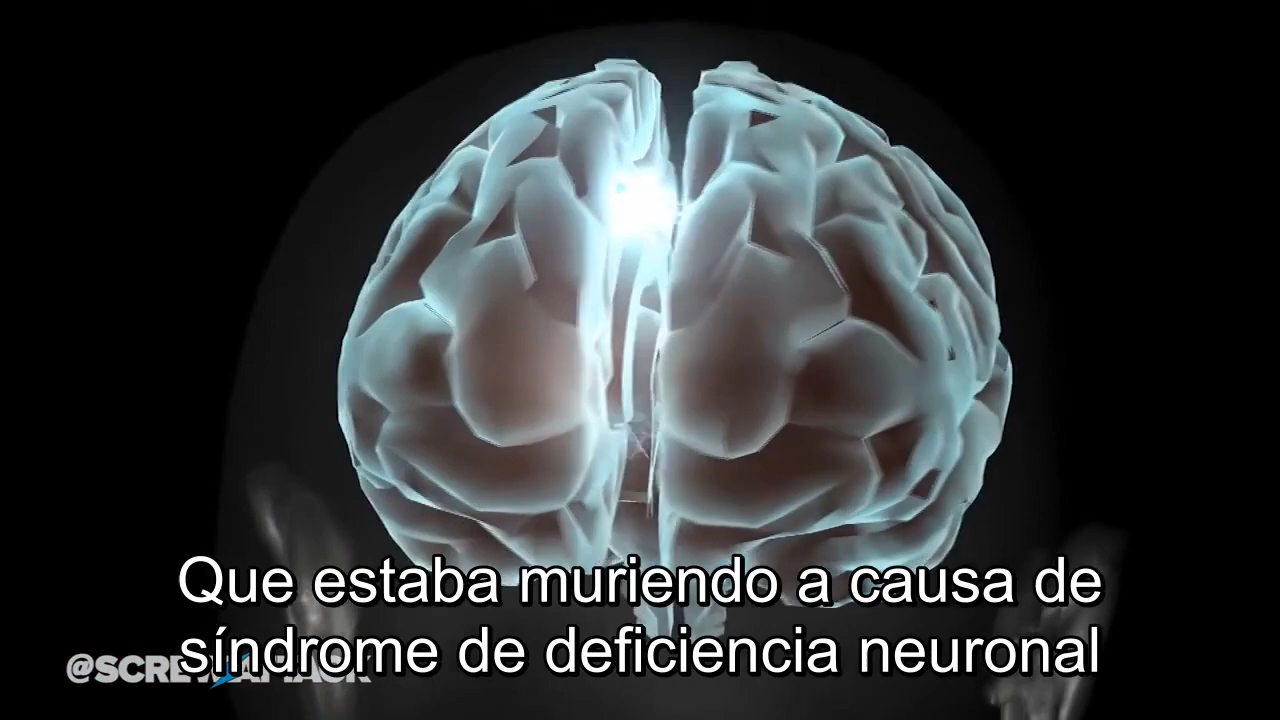 Que estaba muriendo a causa de
síndrome de deficiencia neuronal